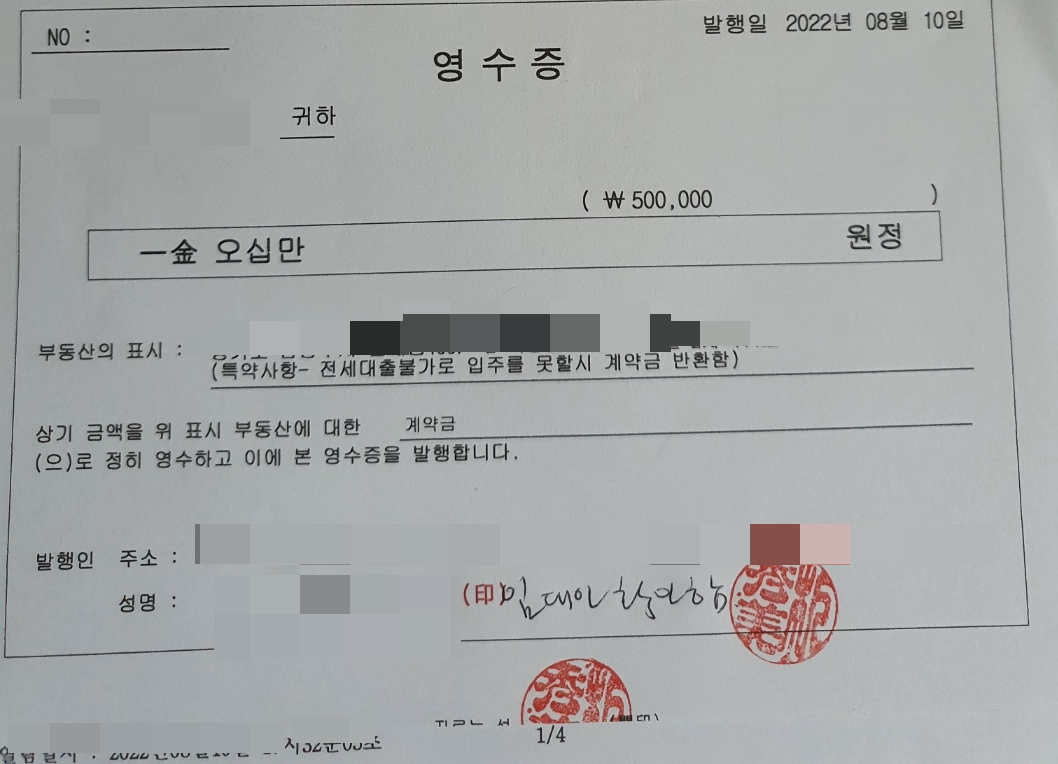 NO :
발행일 2022년 08월 10일
영수증
귀하
( ₩ 500,000 )
一金 오십만 원정
부동산의 표시 :
(특약사항- 전세대출불가로 입주를 못할시 계약금 반환함)
상기 금액을 위 표시 부동산에 대한 계약금
(으)로 정히 영수하고 이에 본 영수증을 발행합니다.
발행인 주소 :
성명 :
(印) 임대인
1/4